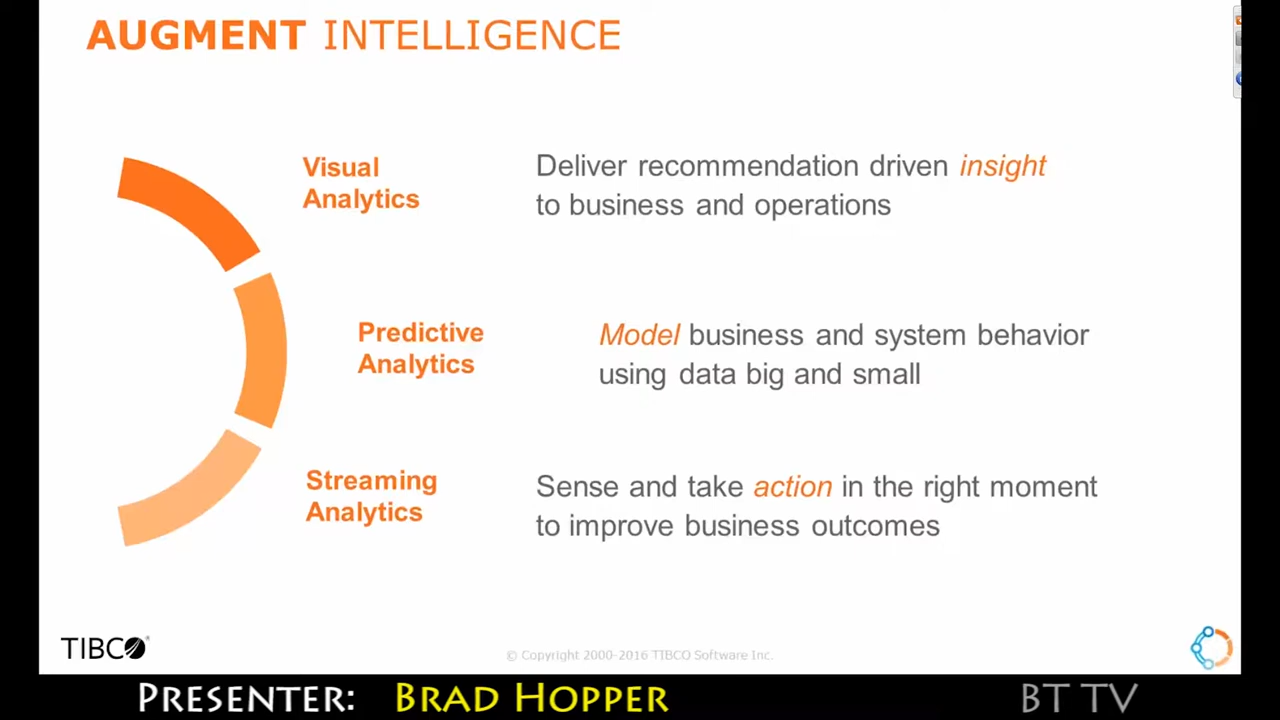 AUGMENT INTELLIGENCE
Visual
Analytics
Deliver recommendation driven insight
to business and operations
Predictive
Analytics
Model business and system behavior
using data big and small
Streaming
Analytics
Sense and take action in the right moment
to improve business outcomes
TIBCO®
© Copyright 2000-2016 TIBCO Software Inc.
PRESENTER: BRAD HOPPER
BT TV